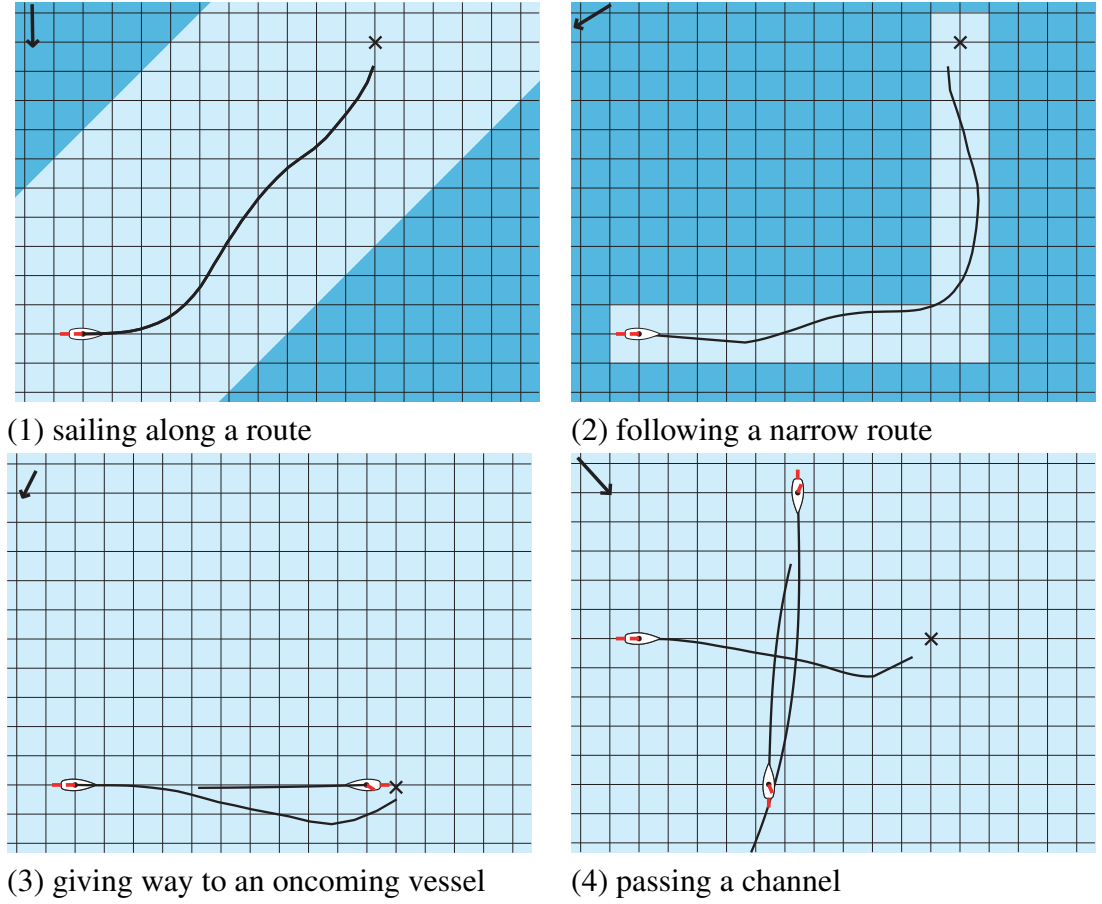 (1) sailing along a route
(2) following a narrow route
(3) giving way to an oncoming vessel
(4) passing a channel